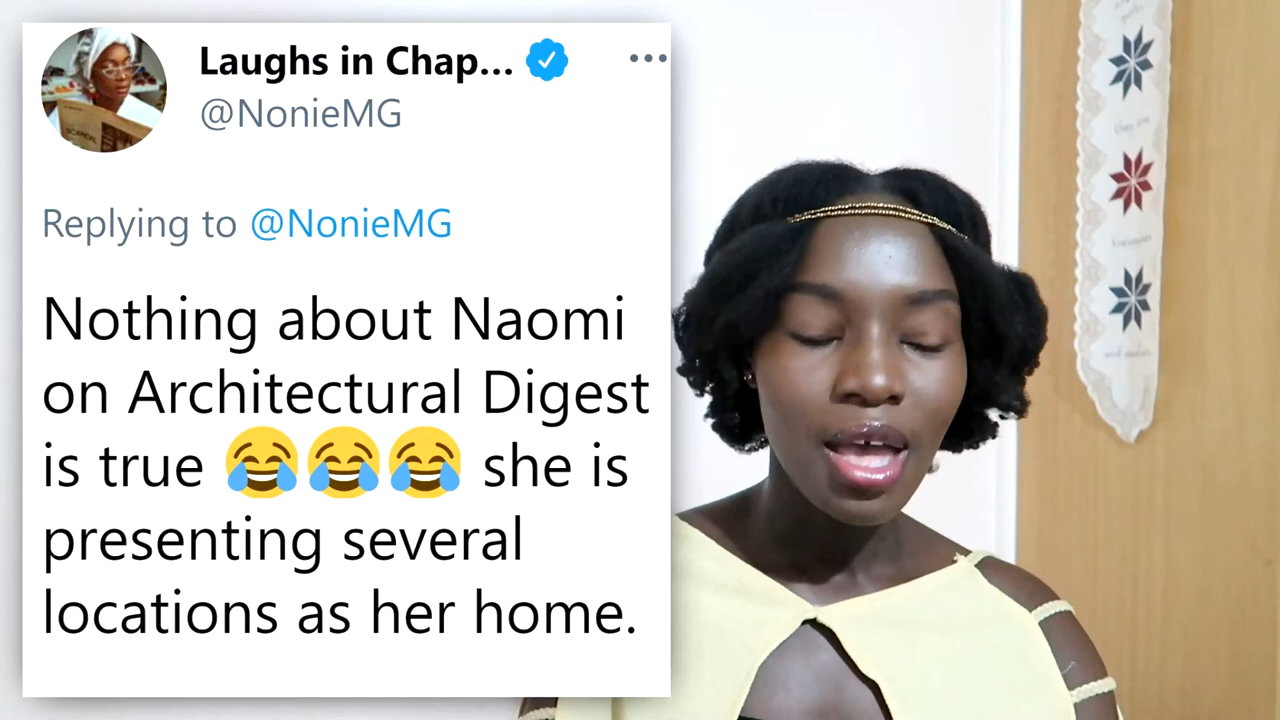 Laughs in Chap...
@NonieMG
Replying to @NonieMG
Nothing about Naomi
on Architectural Digest
is true 😂😂😂 she is
presenting several
locations as her home.